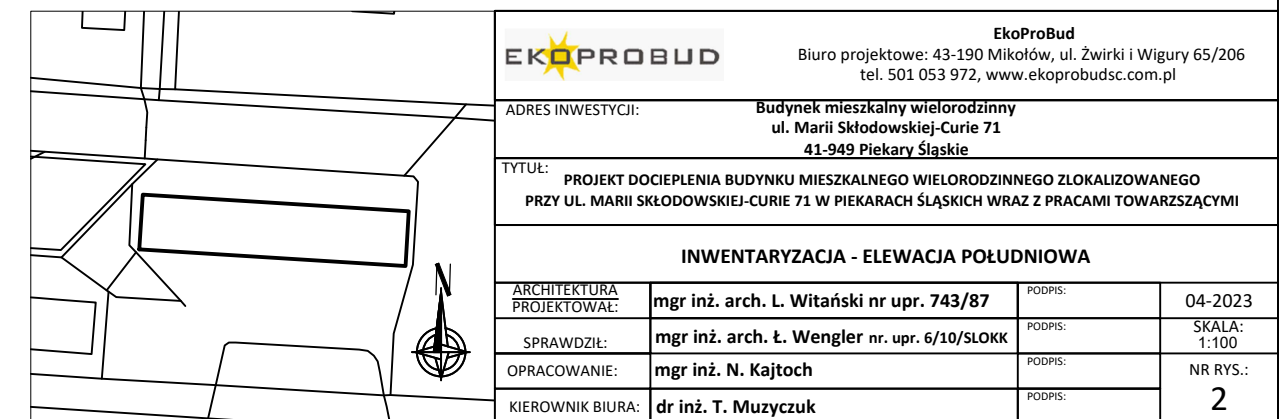 EKOPROBUD
EkoProBud
Biuro projektowe: 43-190 Mikołów, ul. Żwirki i Wigury 65/206
tel. 501 053 972, www.ekoprobudsc.com.pl
ADRES INWESTYCJI:
Budynek mieszkalny wielorodzinny
ul. Marii Skłodowskiej-Curie 71
41-949 Piekary Śląskie
TYTUŁ:
PROJEKT DOCIEPLENIA BUDYNKU MIESZKALNEGO WIELORODZINNEGO ZLOKALIZOWANEGO
PRZY UL. MARII SKŁODOWSKIEJ-CURIE 71 W PIEKARACH ŚLĄSKICH WRAZ Z PRACAMI TOWARZSZĄCYMI
INWENTARYZACJA - ELEWACJA POŁUDNIOWA
ARCHITEKTURA
PROJEKTOWAŁ:
mgr inż. arch. L. Witański nr upr. 743/87
PODPIS:
04-2023
SPRAWDZIŁ:
mgr inż. arch. Ł. Wengler nr. upr. 6/10/SLOKK
PODPIS:
SKALA:
1:100
OPRACOWANIE:
mgr inż. N. Kajtoch
PODPIS:
NR RYS.:
2
KIEROWNIK BIURA:
dr inż. T. Muzyczuk
PODPIS:
N